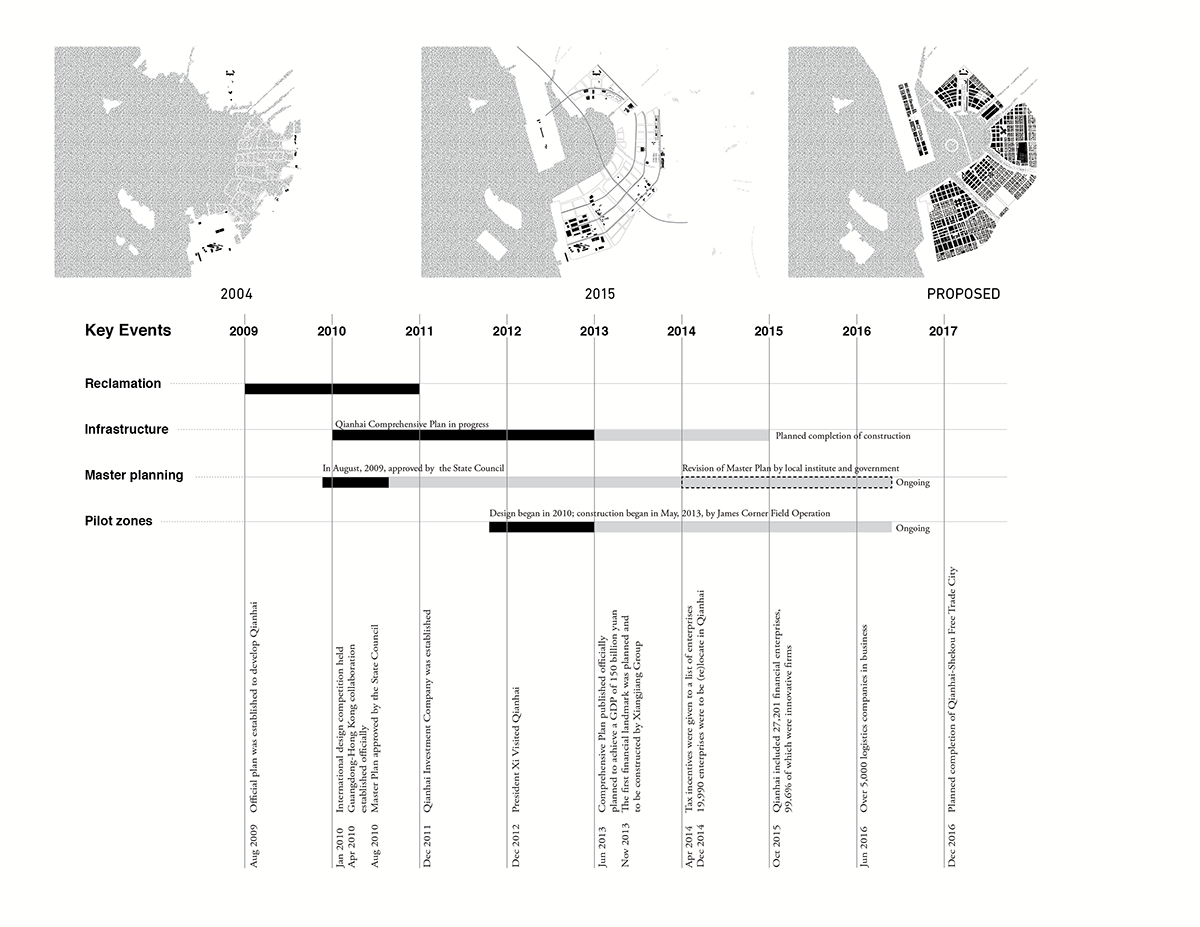 2004
2015
PROPOSED
Key Events
2009
2010
2011
2012
2013
2014
2015
2016
2017
Reclamation
Infrastructure
Qianhai Comprehensive Plan in progress
Planned completion of construction
Master planning
In August, 2009, approved by the State Council
Revision of Master Plan by local institute and government
Ongoing
Pilot zones
Design began in 2010; construction began in May, 2013, by James Corner Field Operation
Ongoing
Aug 2009 Official plan was established to develop Qianhai
Jan 2010 International design competition held
Apr 2010 Guangdong-Hong Kong collaboration
established officially
Aug 2010 Master Plan approved by the State Council
Dec 2011 Qianhai Investment Company was established
Dec 2012 President Xi Visited Qianhai
Jun 2013 Comprehensive Plan published officially
planned to achieve a GDP of 150 billion yuan
Nov 2013 The first financial landmark was planned and
to be constructed by Xiangjiang Group
Apr 2014 Tax incentives were given to a list of enterprises
Dec 2014 19,990 enterprises were to be (re)locate in Qianhai
Oct 2015 Qianhai included 27,201 financial enterprises,
99.6% of which were innovative firms
Jun 2016 Over 5,000 logistics companies in business
Dec 2016 Planned completion of Qianhai-Shekou Free Trade City